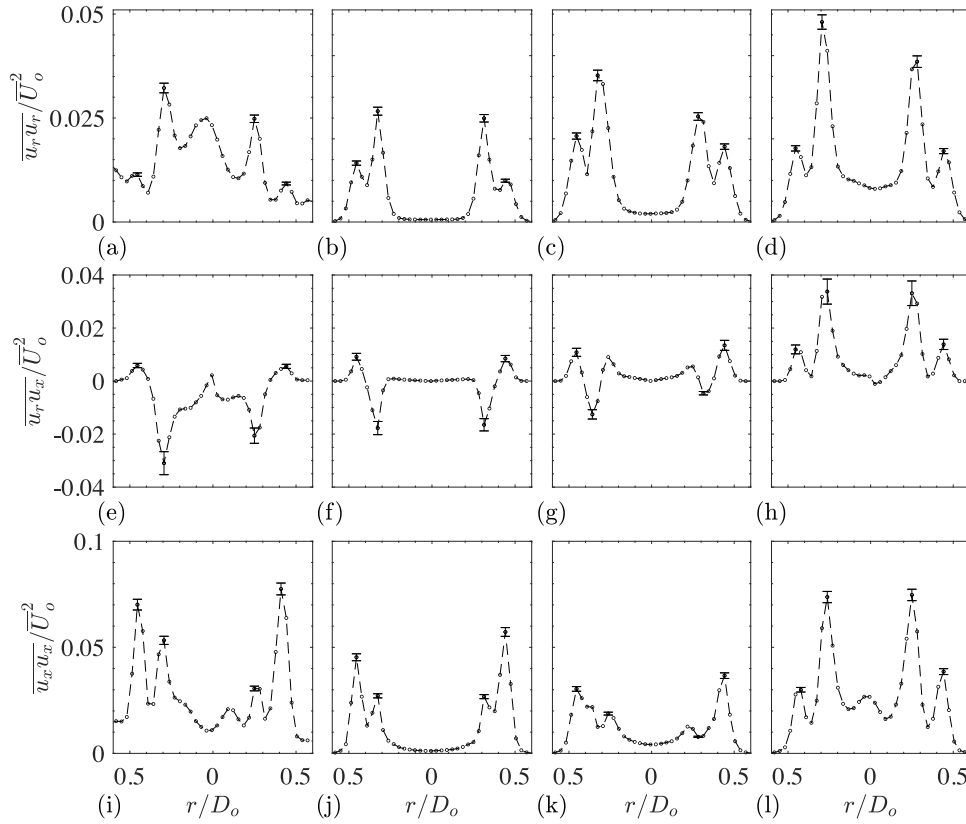 0.05
0.025
0
$\overline{u_r u_r}/\overline{U}_o^2$
(a) (b) (c) (d)
0.04
0.02
0
-0.02
-0.04
$\overline{u_r u_x}/\overline{U}_o^2$
(e) (f) (g) (h)
0.1
0.05
0
$\overline{u_x u_x}/\overline{U}_o^2$
0.5 0 0.5 0.5 0 0.5 0.5 0 0.5 0.5 0 0.5
(i) r/D_o (j) r/D_o (k) r/D_o (l) r/D_o